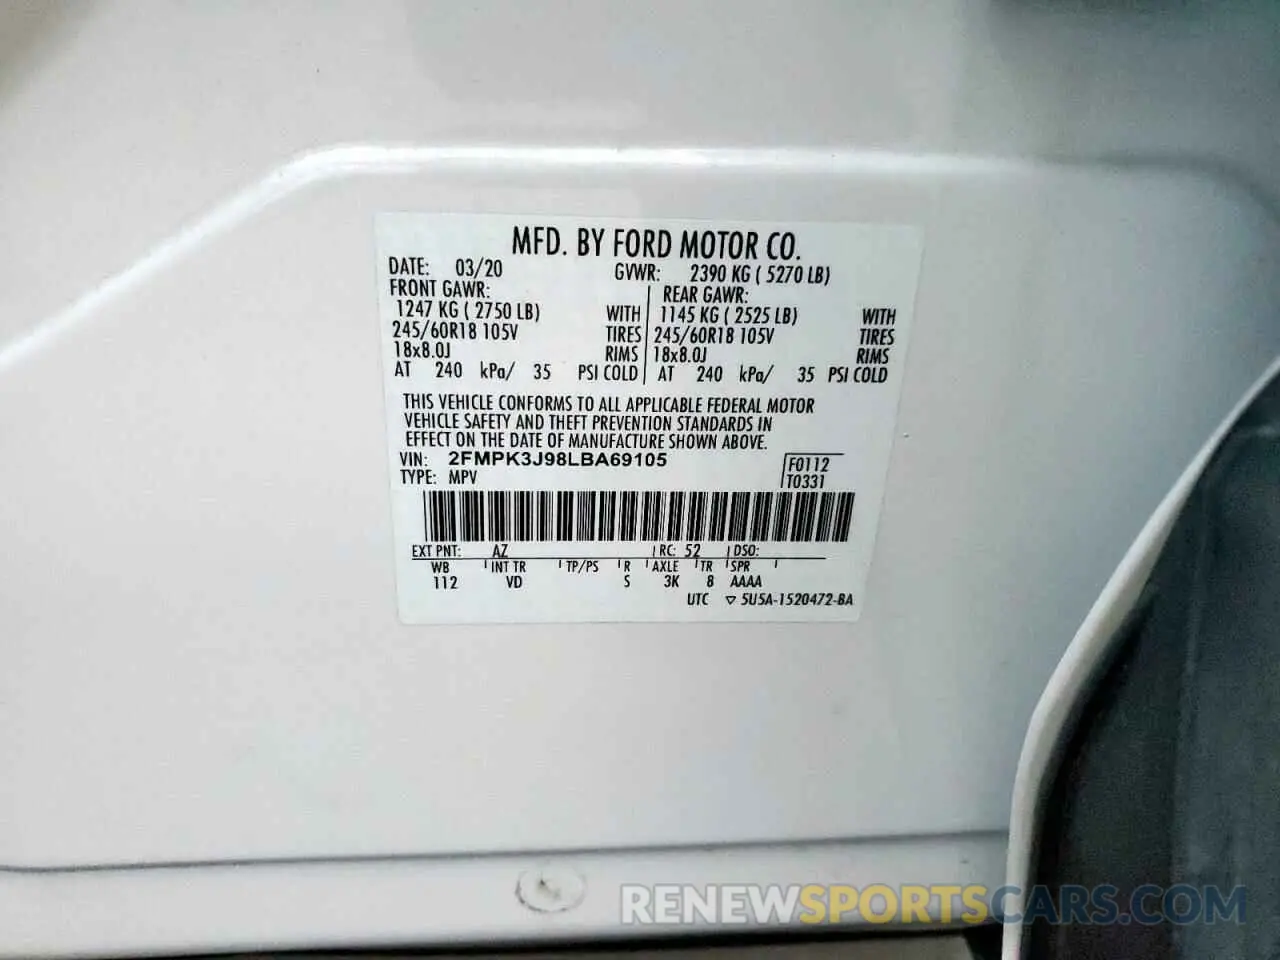 MFD. BY FORD MOTOR CO.
DATE: 03/20 GVWR: 2390 KG ( 5270 LB)
FRONT GAWR: REAR GAWR:
1247 KG ( 2750 LB) WITH 1145 KG ( 2525 LB) WITH
245/60R18 105V TIRES 245/60R18 105V TIRES
18x8.0J RIMS 18x8.0J RIMS
AT 240 kPa/ 35 PSI COLD AT 240 kPa/ 35 PSI COLD
THIS VEHICLE CONFORMS TO ALL APPLICABLE FEDERAL MOTOR
VEHICLE SAFETY AND THEFT PREVENTION STANDARDS IN
EFFECT ON THE DATE OF MANUFACTURE SHOWN ABOVE.
VIN: 2FMPK3J98LBA69105 F0112
TYPE: MPV T0331
EXT PNT: AZ RC: 52 DSO:
WB INT TR TP/PS R AXLE TR SPR
112 VD S 3K 8 AAAA
UTC ▽ 5U5A-1520472-BA
RENEWSPORTSCARS.COM